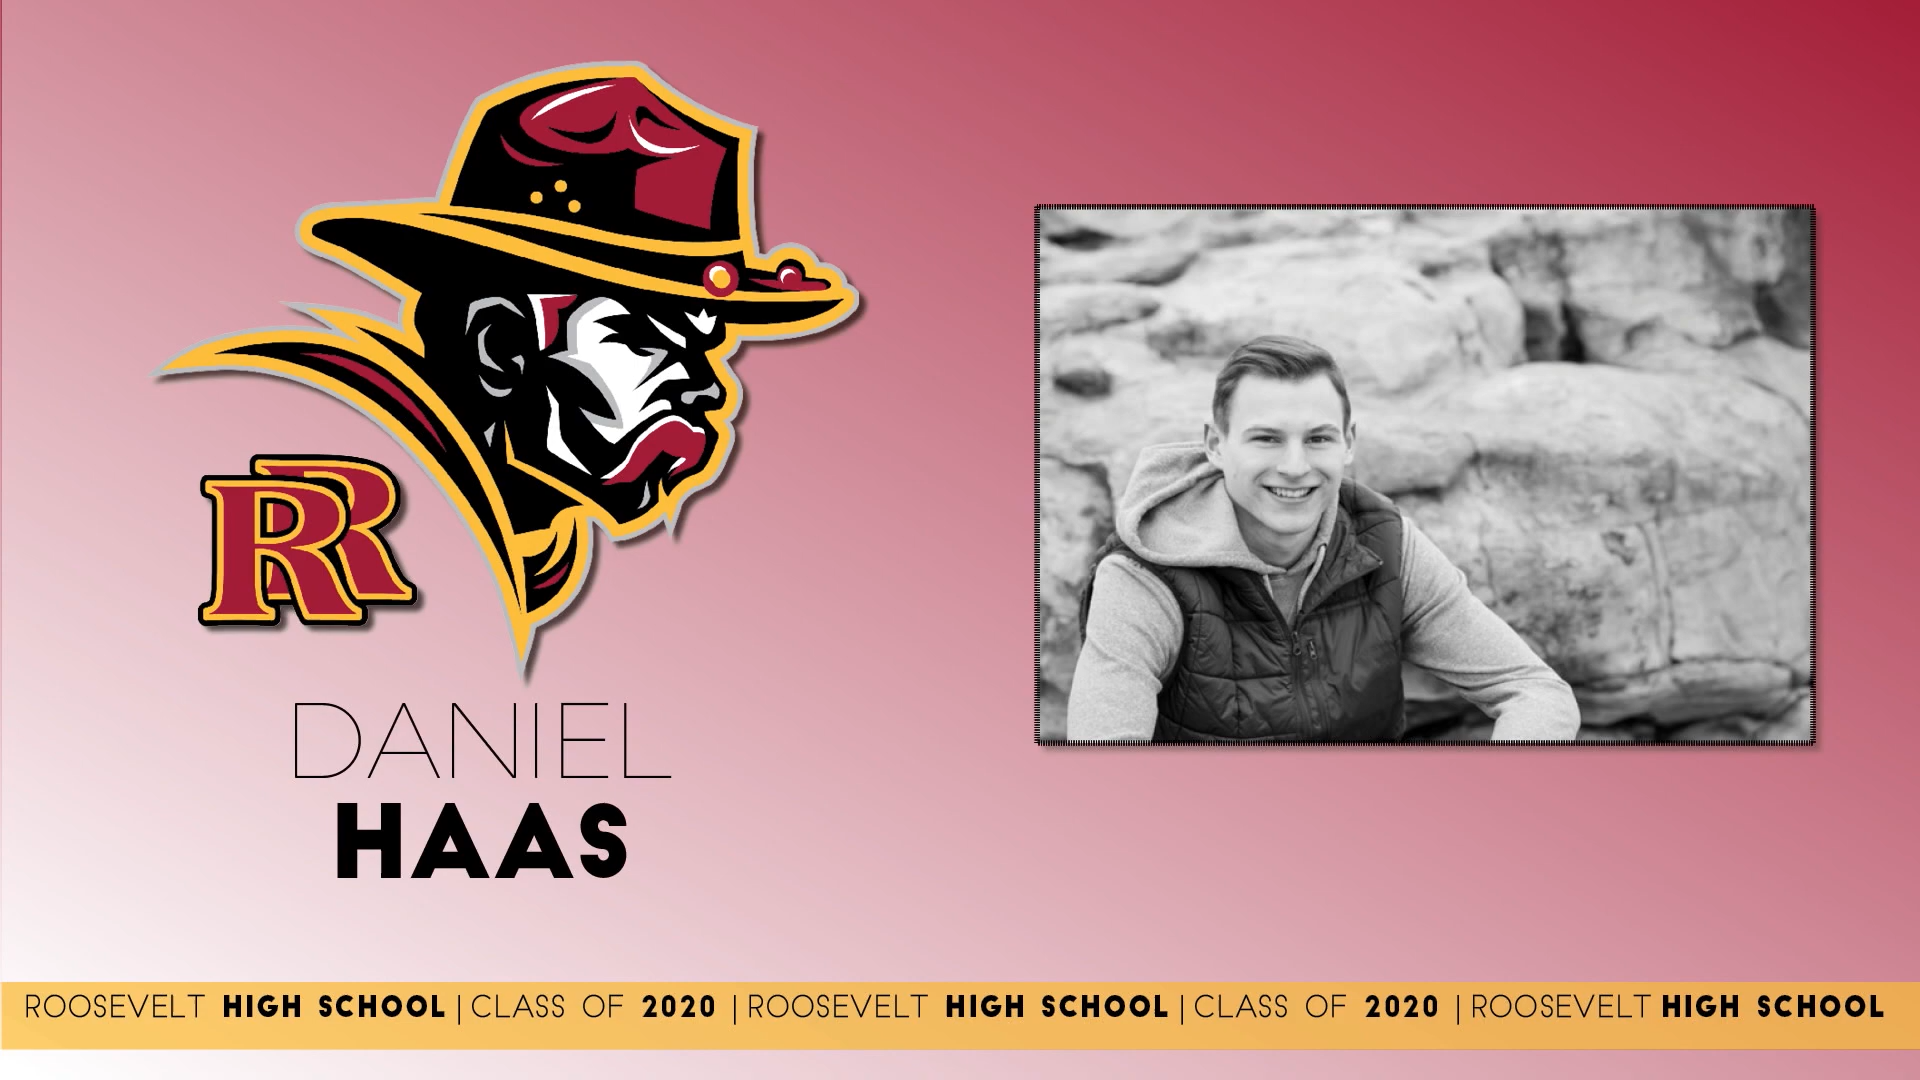 RR
DANIEL
HAAS
ROOSEVELT HIGH SCHOOL | CLASS OF 2020 | ROOSEVELT HIGH SCHOOL | CLASS OF 2020 | ROOSEVELT HIGH SCHOOL